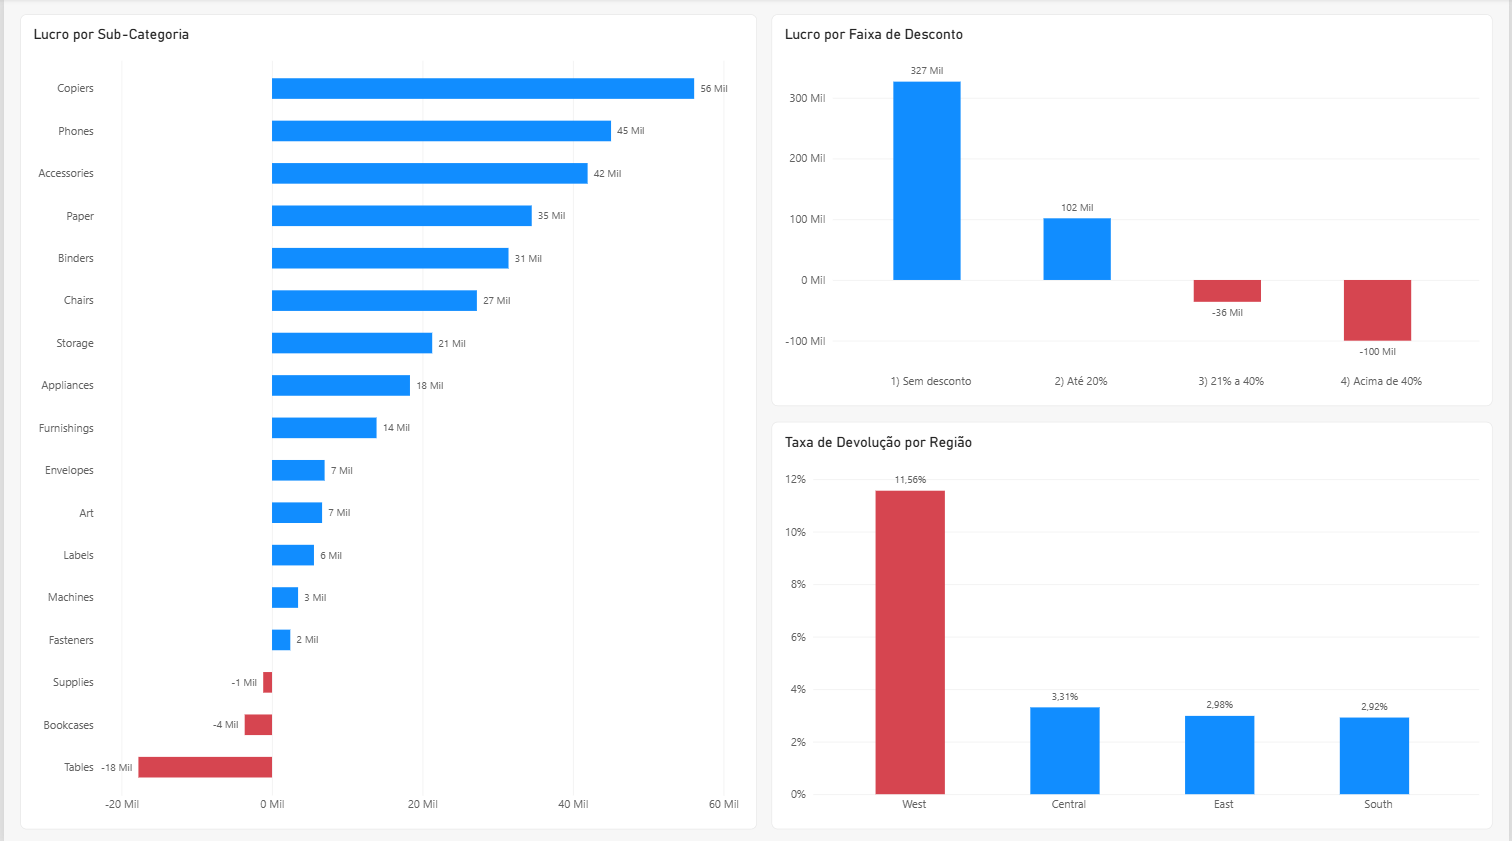 Lucro por Sub-Categoria
Copiers 56 Mil
Phones 45 Mil
Accessories 42 Mil
Paper 35 Mil
Binders 31 Mil
Chairs 27 Mil
Storage 21 Mil
Appliances 18 Mil
Furnishings 14 Mil
Envelopes 7 Mil
Art 7 Mil
Labels 6 Mil
Machines 3 Mil
Fasteners 2 Mil
Supplies -1 Mil
Bookcases -4 Mil
Tables -18 Mil
-20 Mil 0 Mil 20 Mil 40 Mil 60 Mil
Lucro por Faixa de Desconto
327 Mil
300 Mil
200 Mil
102 Mil
100 Mil
0 Mil
-36 Mil
-100 Mil
-100 Mil
1) Sem desconto 2) Até 20% 3) 21% a 40% 4) Acima de 40%
Taxa de Devolução por Região
12% 11,56%
10%
8%
6%
4%
3,31% 2,98% 2,92%
2%
0%
West Central East South